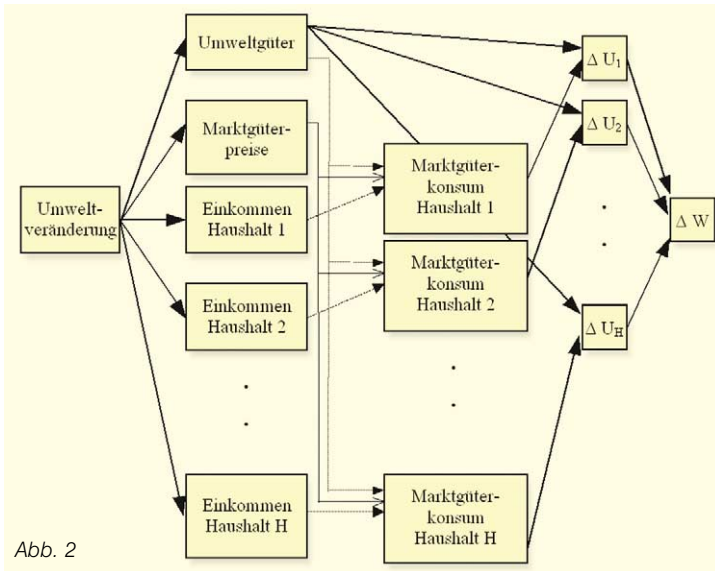 Umweltgüter
Marktgüter-
preise
Umwelt-
veränderung
Einkommen
Haushalt 1
Einkommen
Haushalt 2
Einkommen
Haushalt H
Marktgüter-
konsum
Haushalt 1
Marktgüter-
konsum
Haushalt 2
Marktgüter-
konsum
Haushalt H
Δ U₁
Δ U₂
Δ U_H
Δ W
Abb. 2